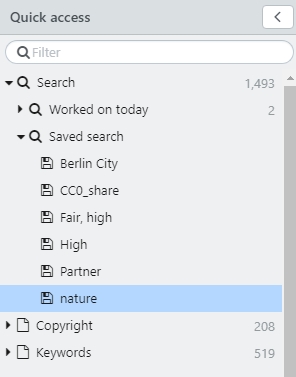 Quick access
Filter
Search 1,493
Worked on today 2
Saved search
Berlin City
CC0_share
Fair, high
High
Partner
nature
Copyright 208
Keywords 519